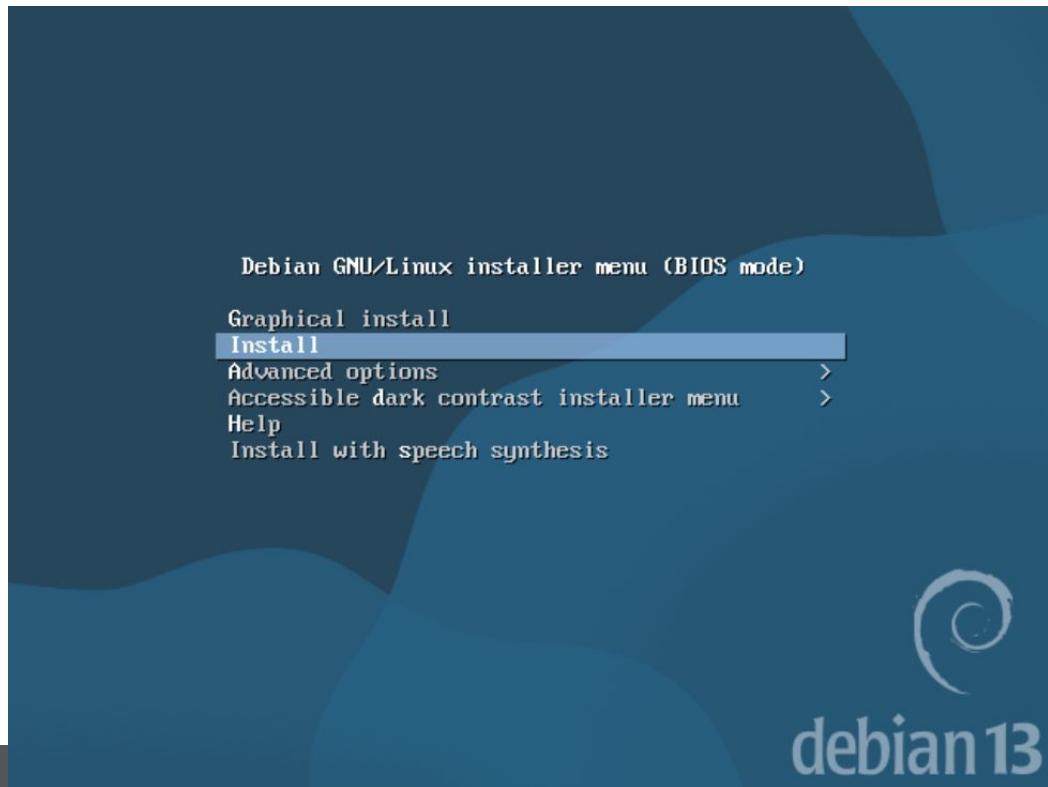 Debian GNU/Linux installer menu (BIOS mode)
Graphical install
Install
Advanced options >
Accessible dark contrast installer menu >
Help
Install with speech synthesis
debian 13